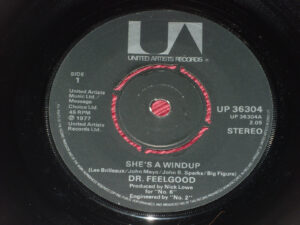 UA
UNITED ARTISTS RECORDS
SIDE
1
United Artists
Music Ltd./
Message
Choice Ltd
45 RPM
℗ 1977
United Artists
Records Ltd.
UP 36304
UP 36304A
2.05
STEREO
SHE'S A WINDUP
(Lee Brilleaux/John Mayo/John B. Sparks/Big Figure)
DR. FEELGOOD
Produced by Nick Lowe
for "No. 6"
Engineered by "No. 2"